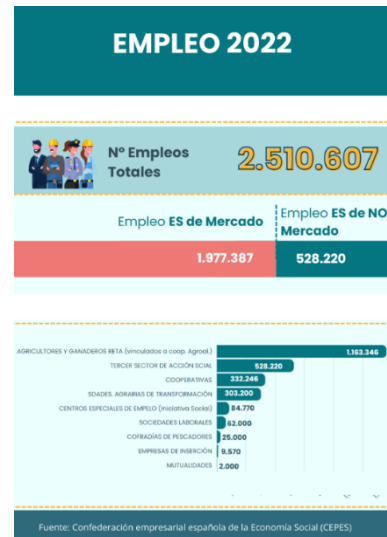 EMPLEO 2022
Nº Empleos
Totales
2.510.607
Empleo ES de Mercado
Empleo ES de NO
Mercado
1.977.387
528.220
AGRICULTORES Y GANADEROS RETA (vinculados a coop. Agroal.)
1.163.346
TERCER SECTOR DE ACCIÓN SCIAL
528.220
COOPERATIVAS
332.246
SDADES. AGRARIAS DE TRANSFORMACIÓN
303.200
CENTROS ESPECIALES DE EMPLEO (Iniciativa Social)
84.770
SOCIEDADES LABORALES
62.000
COFRADÍAS DE PESCADORES
25.000
EMPRESAS DE INSERCIÓN
9.570
MUTUALIDADES
2.000
Fuente: Confederación empresarial española de la Economía Social (CEPES)